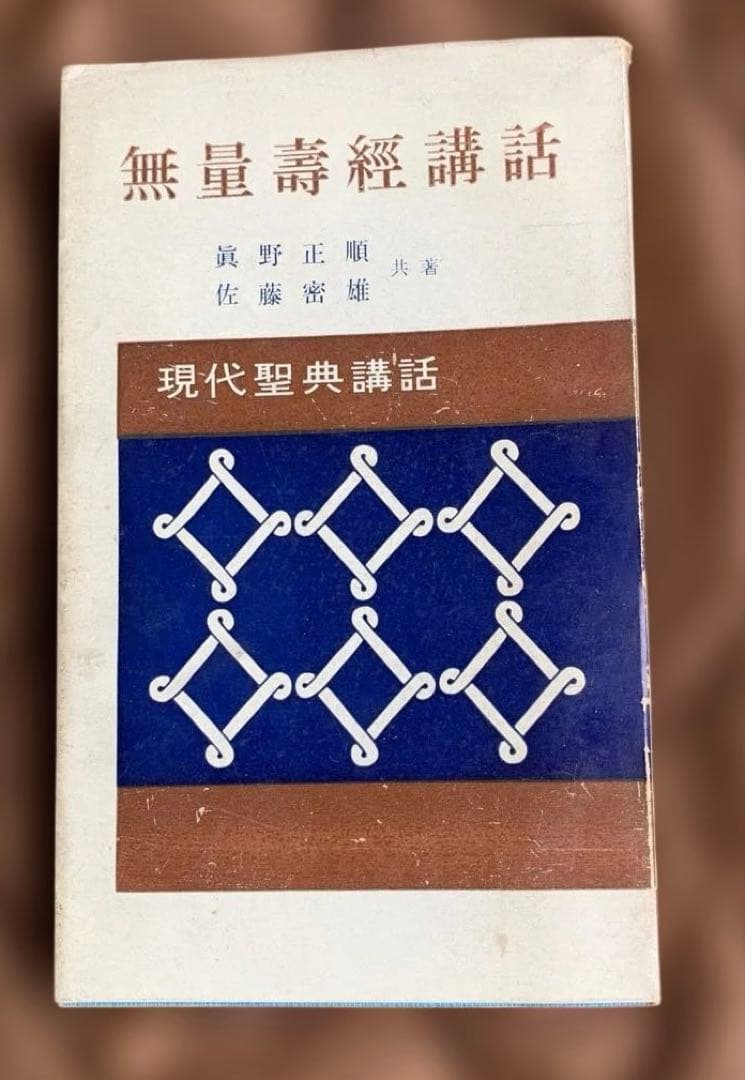 無量壽經講話
眞野正順
佐藤密雄
共著
現代聖典講話